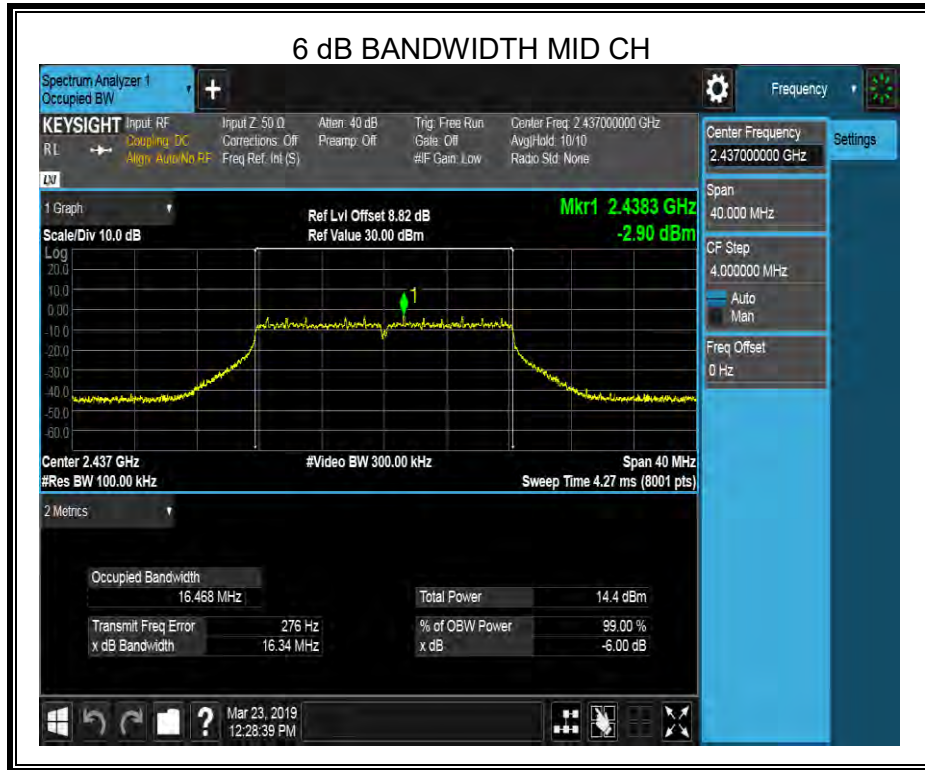 6 dB BANDWIDTH MID CH
Spectrum Analyzer 1
Occupied BW
+
Frequency
KEYSIGHT Input: RF Input Z: 50 Ω Atten: 40 dB Trig: Free Run Center Freq: 2.437000000 GHz
RL Coupling: DC Corrections: Off Preamp: Off Gate: Off Avg|Hold: 10/10
Align: Auto/No RF Freq Ref: Int (S) #IF Gain: Low Radio Std: None
LXI
Center Frequency
2.437000000 GHz
Settings
Span
40.000 MHz
CF Step
4.000000 MHz
Auto
Man
Freq Offset
0 Hz
1 Graph Ref Lvl Offset 8.82 dB Mkr1 2.4383 GHz
Scale/Div 10.0 dB Ref Value 30.00 dBm -2.90 dBm
Log
20.0
10.0
1
0.00
-10.0
-20.0
-30.0
-40.0
-50.0
-60.0
Center 2.437 GHz #Video BW 300.00 kHz Span 40 MHz
#Res BW 100.00 kHz Sweep Time 4.27 ms (8001 pts)
2 Metrics
Occupied Bandwidth
16.468 MHz Total Power 14.4 dBm
Transmit Freq Error 276 Hz % of OBW Power 99.00 %
x dB Bandwidth 16.34 MHz x dB -6.00 dB
? Mar 23, 2019
12:28:39 PM